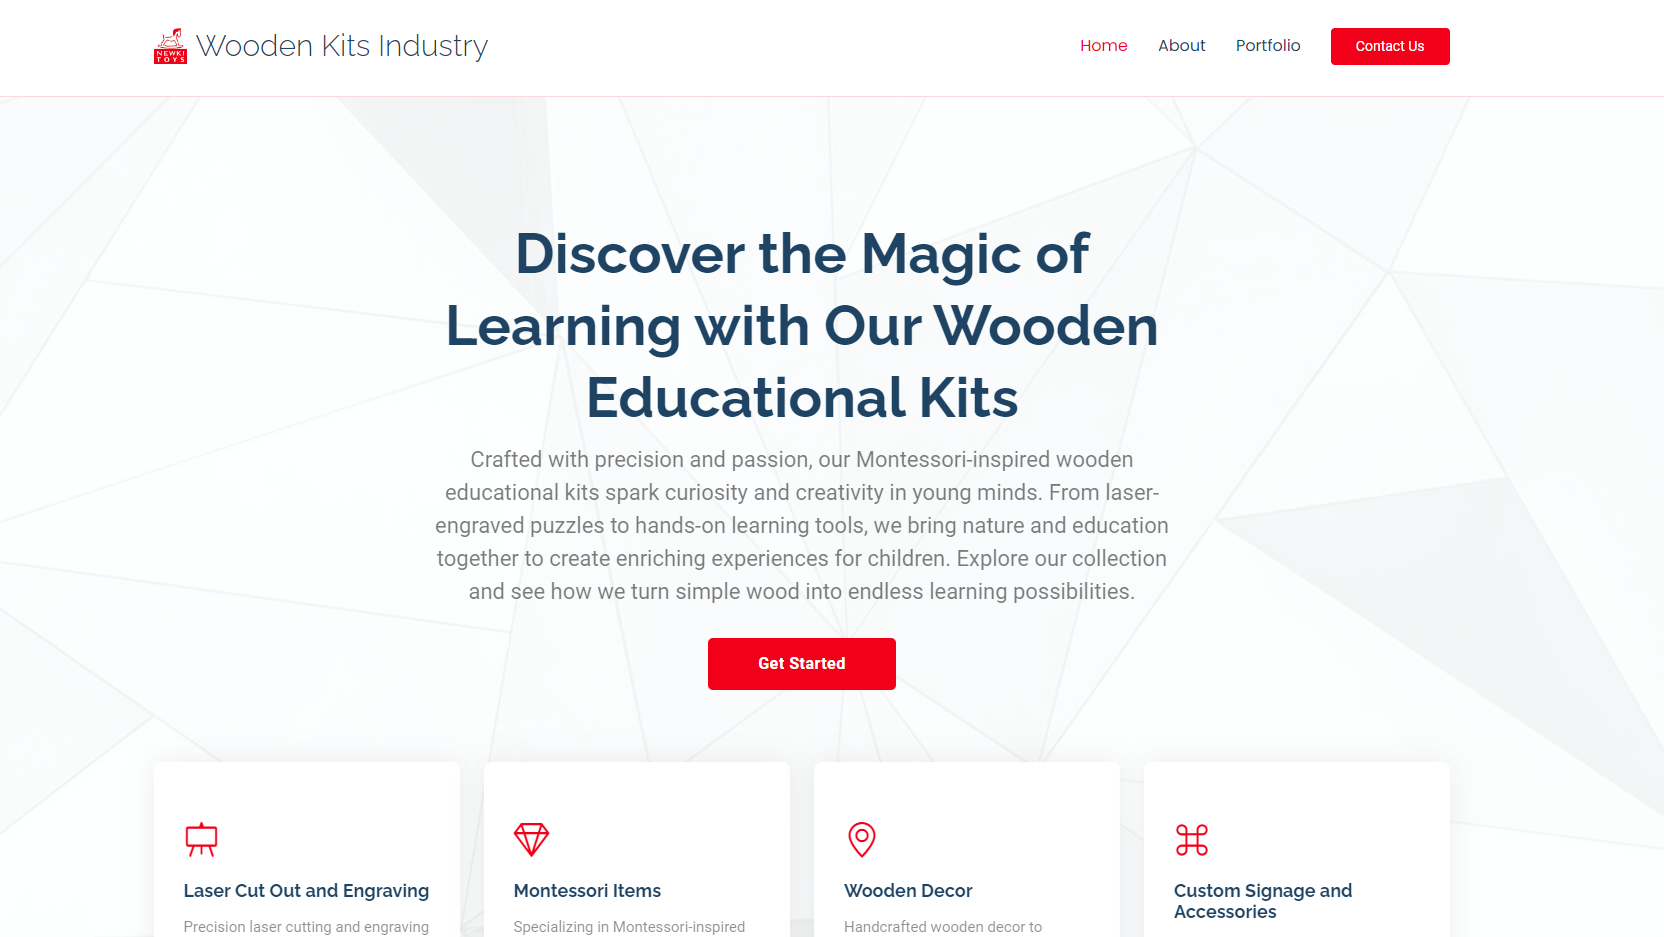 NEWKI
TOYS
Wooden Kits Industry
Home
About
Portfolio
Contact Us
Discover the Magic of
Learning with Our Wooden
Educational Kits
Crafted with precision and passion, our Montessori-inspired wooden
educational kits spark curiosity and creativity in young minds. From laser-
engraved puzzles to hands-on learning tools, we bring nature and education
together to create enriching experiences for children. Explore our collection
and see how we turn simple wood into endless learning possibilities.
Get Started
Laser Cut Out and Engraving
Precision laser cutting and engraving
Montessori Items
Specializing in Montessori-inspired
Wooden Decor
Handcrafted wooden decor to
Custom Signage and
Accessories